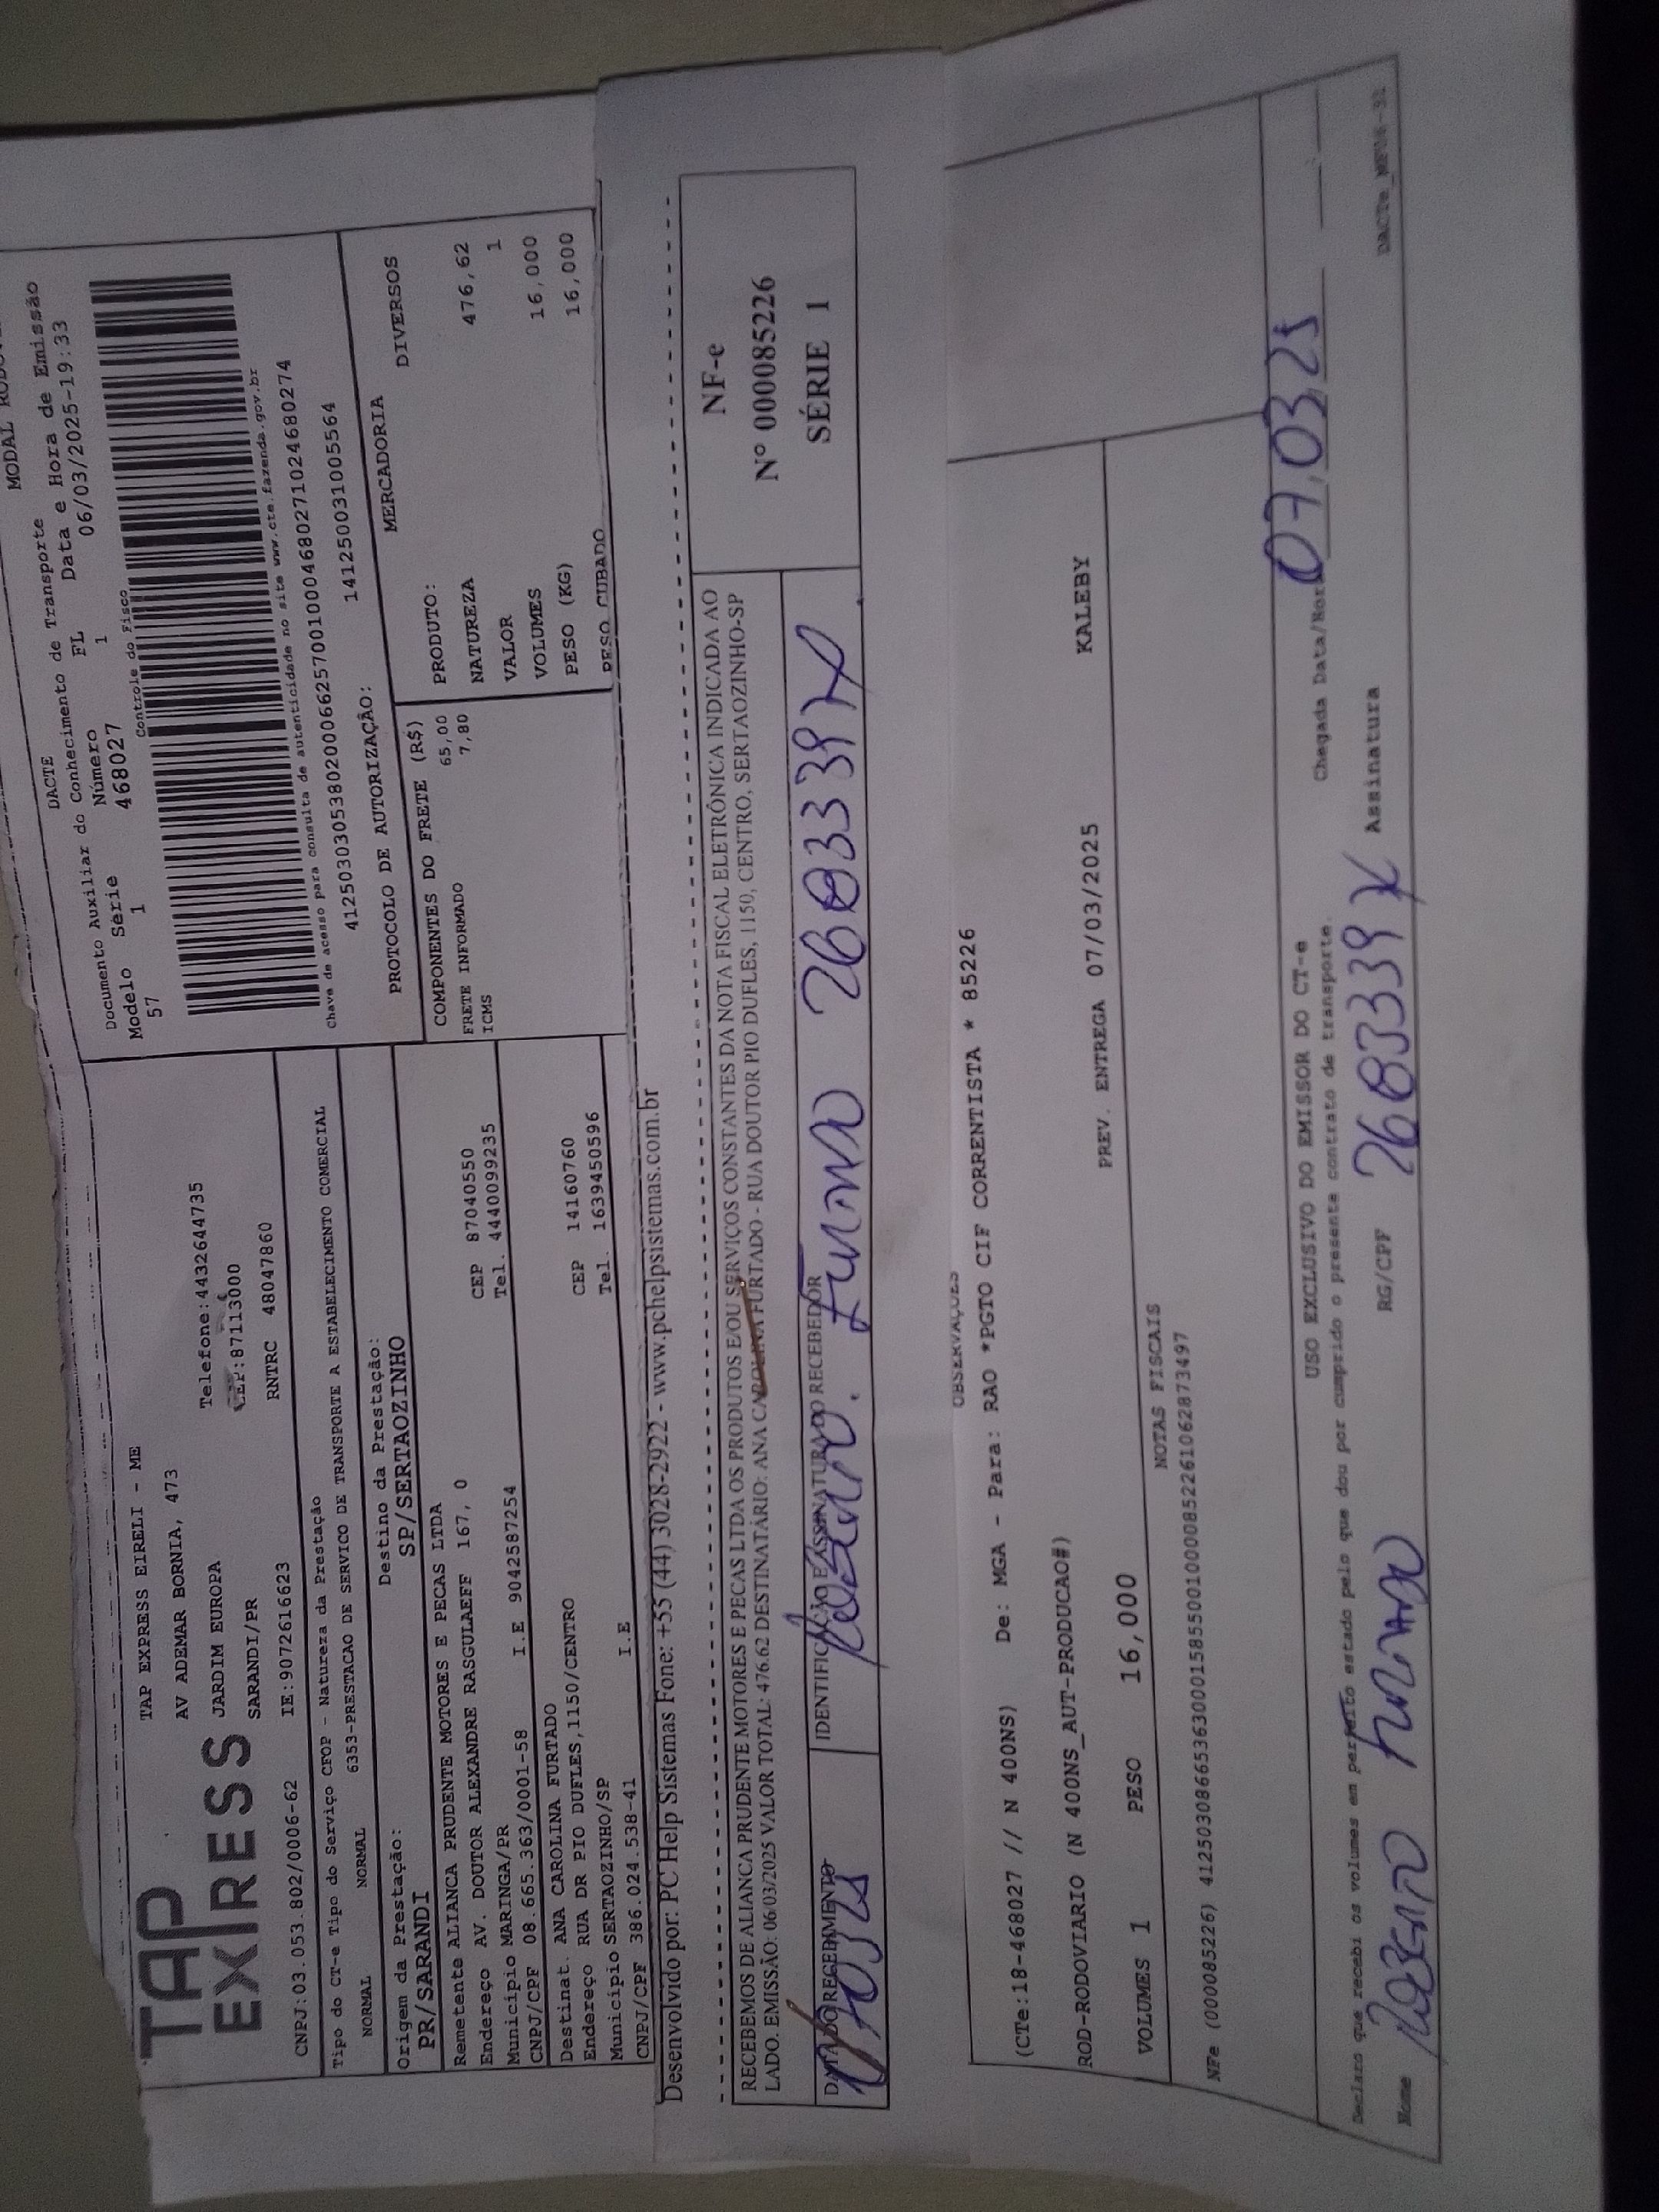 TAP
EXPRESS
TAP EXPRESS EIRELI - ME
AV ADEMAR BORNIA, 473
JARDIM EUROPA
SARANDI/PR
Telefone:4432644735
CEP:87113000
CNPJ:03.053.802/0006-62 IE:9072616623 RNTRC 48047860
MODAL
DACTE
Documento Auxiliar do Conhecimento de Transporte
Modelo Série Número FL Data e Hora de Emissão
57 1 468027 1 06/03/2025-19:33
Controle do Fisco
Chave de acesso para consulta de autenticidade no site www.cte.fazenda.gov.br
41250303053802000662570010004680271024680274
PROTOCOLO DE AUTORIZAÇÃO: 141250031005564
Tipo do CT-e Tipo do Serviço CFOP - Natureza da Prestação
NORMAL NORMAL 6353-PRESTACAO DE SERVICO DE TRANSPORTE A ESTABELECIMENTO COMERCIAL
Origem da Prestação: Destino da Prestação:
PR/SARANDI SP/SERTAOZINHO
Remetente ALIANCA PRUDENTE MOTORES E PECAS LTDA
Endereço AV. DOUTOR ALEXANDRE RASGULAEFF 167, 0 CEP 87040550
Município MARINGA/PR Tel. 4440099235
CNPJ/CPF 08.665.363/0001-58 I.E 9042587254
Destinat. ANA CAROLINA FURTADO
Endereço RUA DR PIO DUFLES,1150/CENTRO CEP 14160760
Município SERTAOZINHO/SP Tel. 163945059​6
CNPJ/CPF 386.024.538-41 I.E
COMPONENTES DO FRETE (R$)
FRETE INFORMADO 65,00
ICMS 7,80
MERCADORIA
PRODUTO: DIVERSOS
NATUREZA
VALOR 476,62
VOLUMES 1
PESO (KG) 16,000
PESO CUBADO 16,000
Desenvolvido por: PC Help Sistemas Fone: +55 (44) 3028-2922 - www.pchelpsistemas.com.br
RECEBEMOS DE ALIANCA PRUDENTE MOTORES E PECAS LTDA OS PRODUTOS E/OU SERVIÇOS CONSTANTES DA NOTA FISCAL ELETRÔNICA INDICADA AO
LADO. EMISSÃO: 06/03/2025 VALOR TOTAL: 476.62 DESTINATÁRIO: ANA CAROLINA FURTADO - RUA DOUTOR PIO DUFLES, 1150, CENTRO, SERTAOZINHO-SP
NF-e
Nº 000085226
SÉRIE 1
DATA DO RECEBIMENTO IDENTIFICAÇÃO E ASSINATURA DO RECEBEDOR
OBSERVAÇÕES
(CTe:18-468027 // N 400NS) De: MGA - Para: RAO *PGTO CIF CORRENTISTA * 85226
ROD-RODOVIARIO (N 400NS_AUT-PRODUCAO#) PREV. ENTREGA 07/03/2025 KALEBY
VOLUMES 1 PESO 16,000
NOTAS FISCAIS
NFe (000085226) 41250308665363000158550010000852261062873497
USO EXCLUSIVO DO EMISSOR DO CT-e
Declaro que recebi os volumes em perfeito estado pelo que dou por cumprido o presente contrato de transporte.
Chegada Data/Hora 07,03,25
Nome RG/CPF 2683339X Assinatura